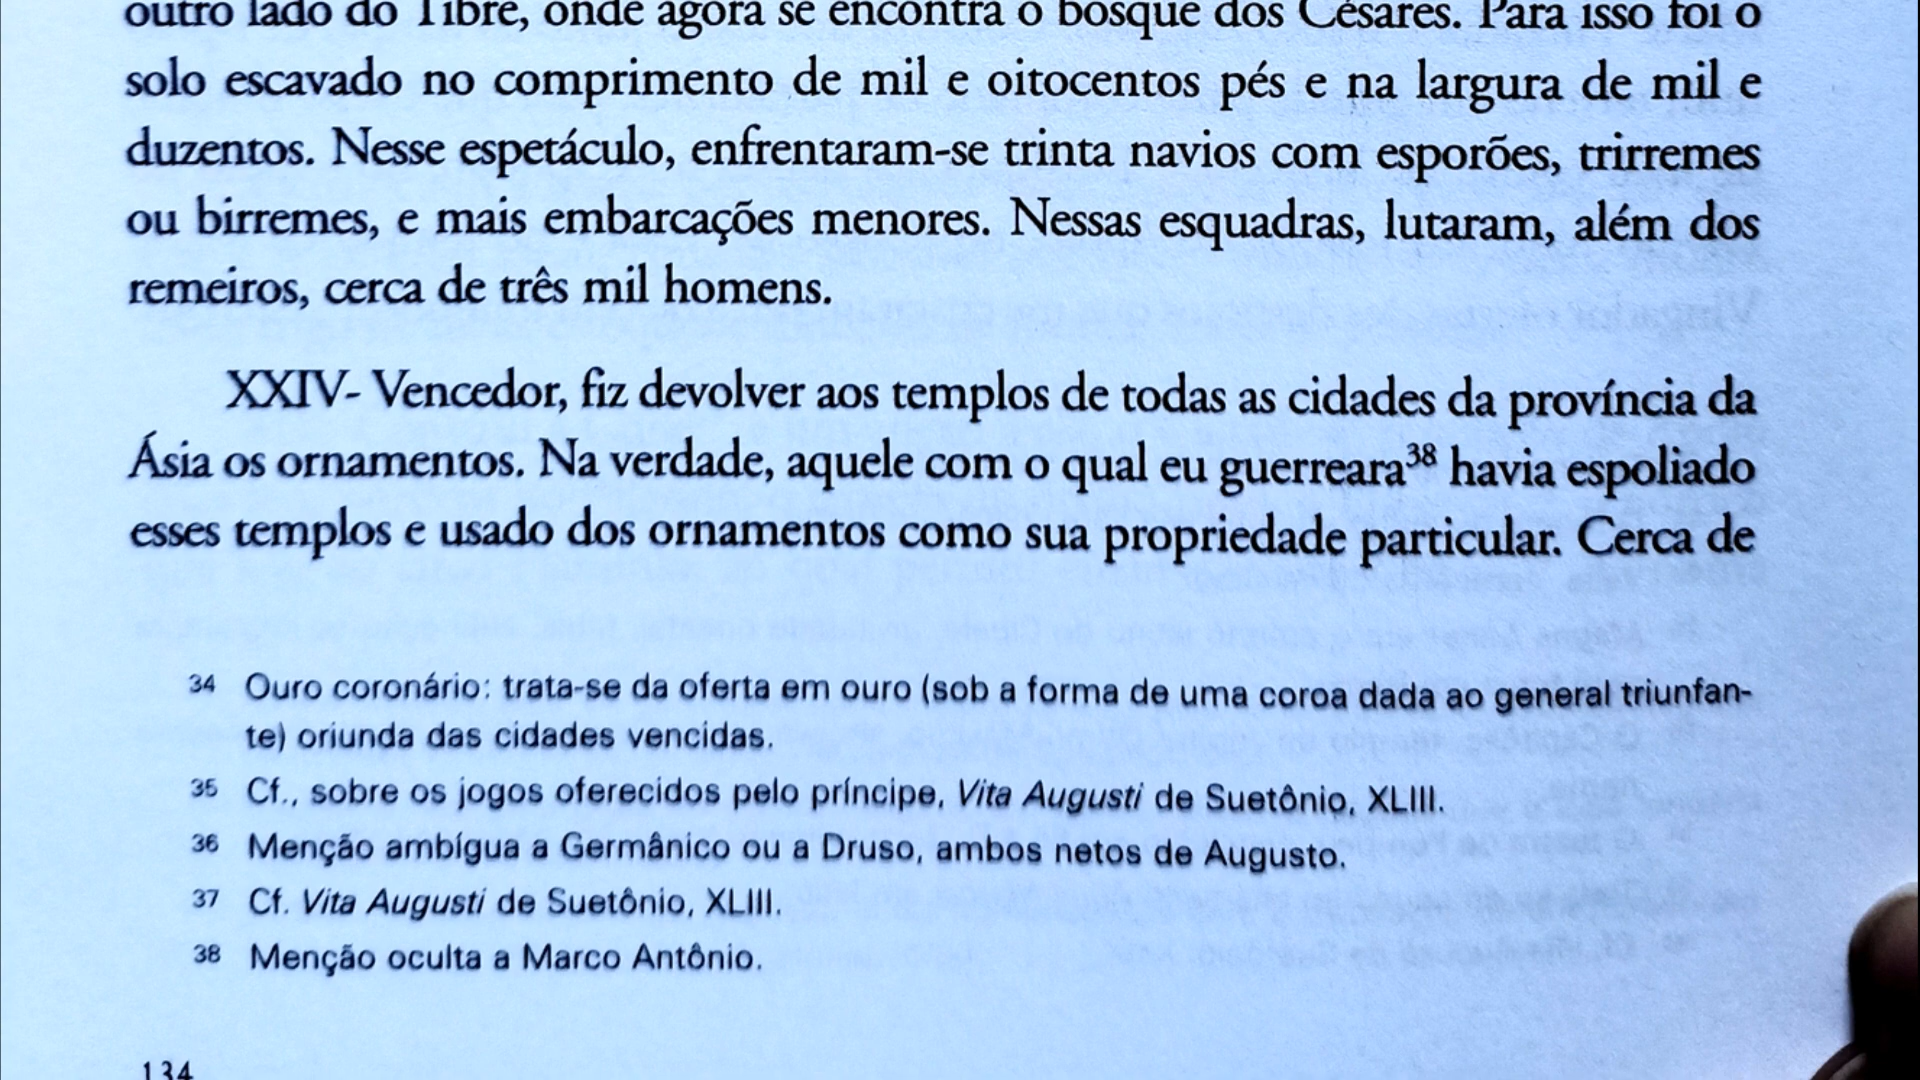 outro lado do Tibre, onde agora se encontra o bosque dos Césares. Para isso foi o
solo escavado no comprimento de mil e oitocentos pés e na largura de mil e
duzentos. Nesse espetáculo, enfrentaram-se trinta navios com esporões, trirremes
ou birremes, e mais embarcações menores. Nessas esquadras, lutaram, além dos
remeiros, cerca de três mil homens.
XXIV- Vencedor, fiz devolver aos templos de todas as cidades da província da
Ásia os ornamentos. Na verdade, aquele com o qual eu guerreara³⁸ havia espoliado
esses templos e usado dos ornamentos como sua propriedade particular. Cerca de
34 Ouro coronário: trata-se da oferta em ouro (sob a forma de uma coroa dada ao general triunfan-
te) oriunda das cidades vencidas.
35 Cf., sobre os jogos oferecidos pelo príncipe, Vita Augusti de Suetônio, XLIII.
36 Menção ambígua a Germânico ou a Druso, ambos netos de Augusto.
37 Cf. Vita Augusti de Suetônio, XLIII.
38 Menção oculta a Marco Antônio.
134